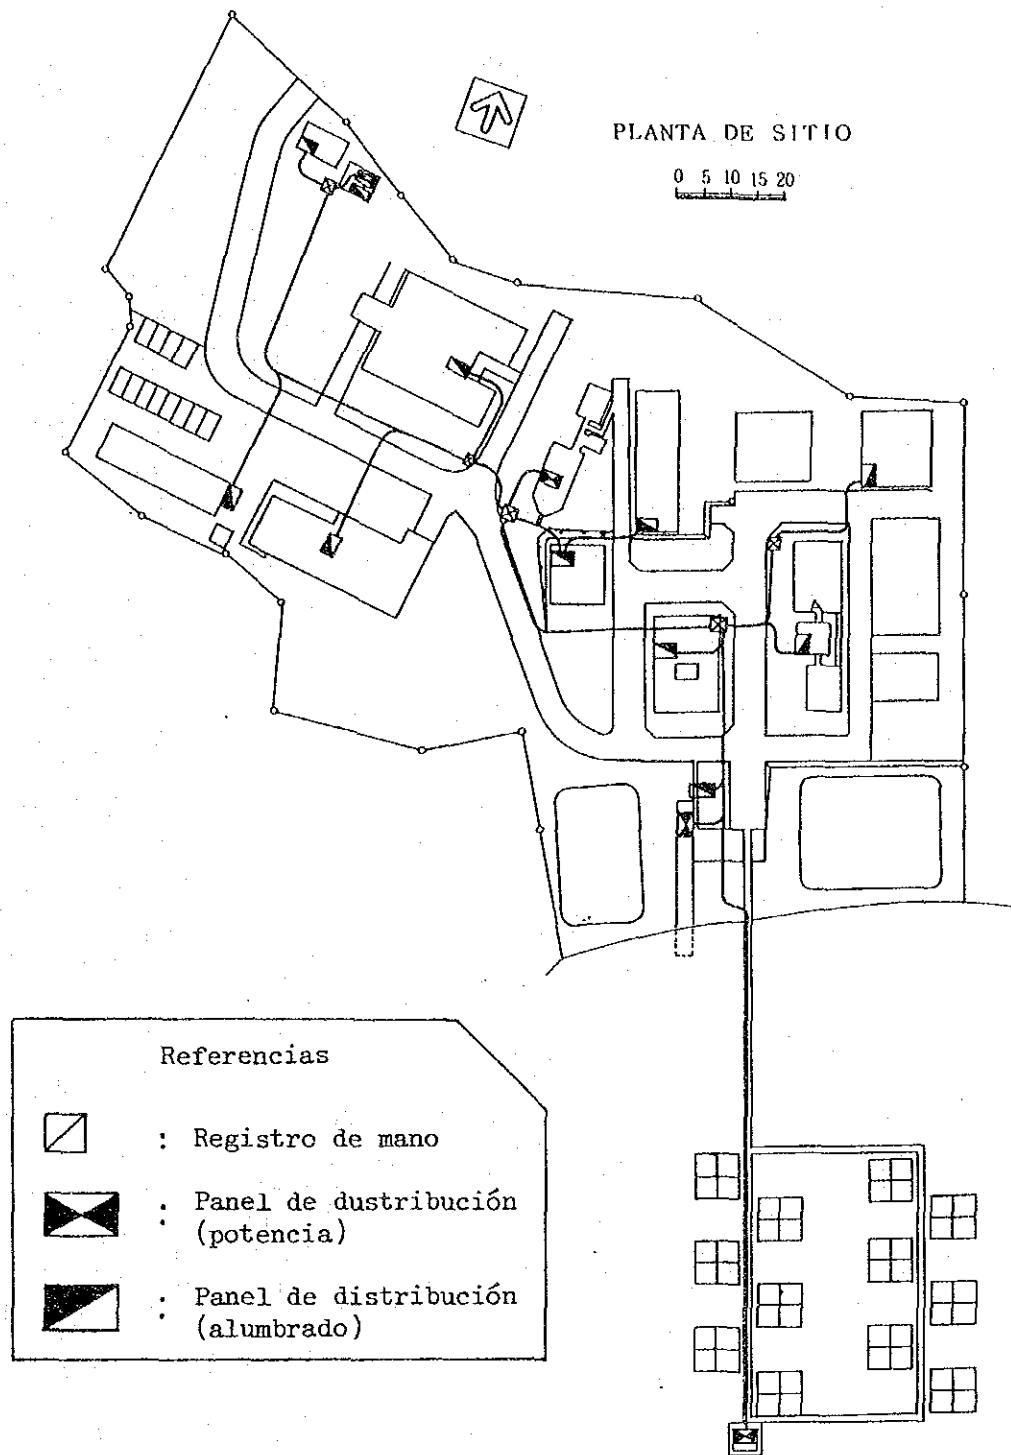 PLANTA DE SITIO
0 5 10 15 20
Referencias
: Registro de mano
: Panel de dustribución
(potencia)
: Panel de distribución
(alumbrado)